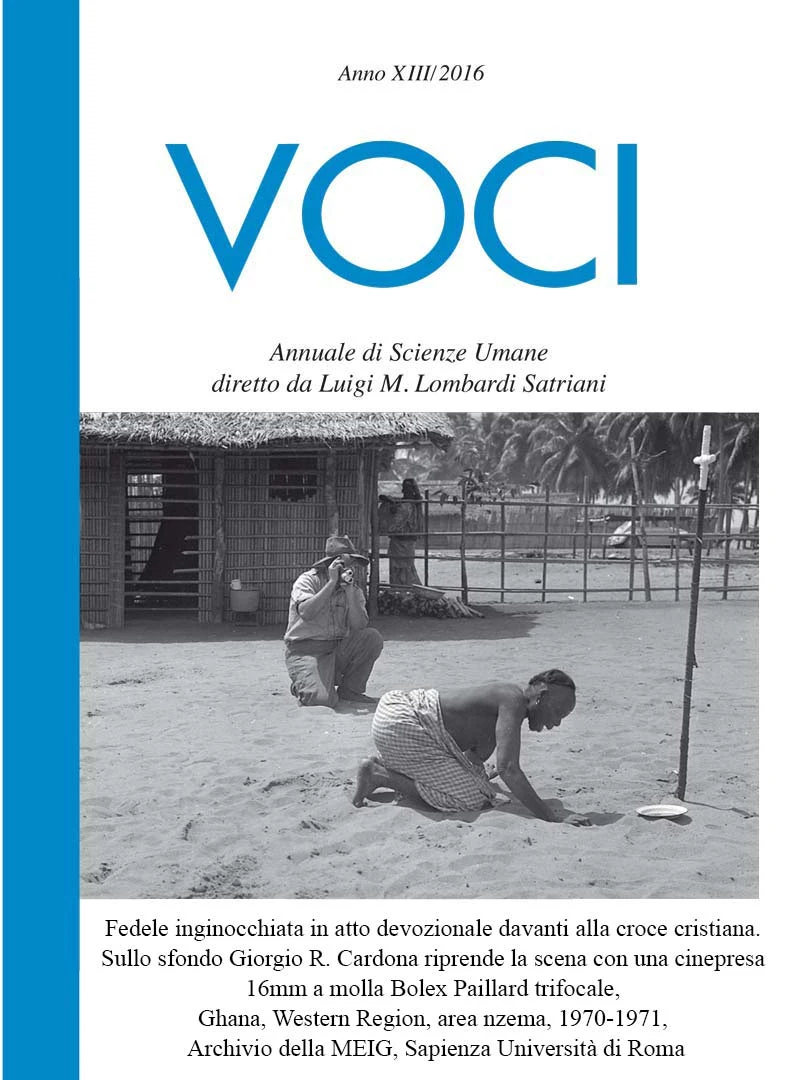 Anno XIII/2016
VOCI
Annuale di Scienze Umane
diretto da Luigi M. Lombardi Satriani
Fedele inginocchiata in atto devozionale davanti alla croce cristiana.
Sullo sfondo Giorgio R. Cardona riprende la scena con una cinepresa
16mm a molla Bolex Paillard trifocale,
Ghana, Western Region, area nzema, 1970-1971,
Archivio della MEIG, Sapienza Università di Roma